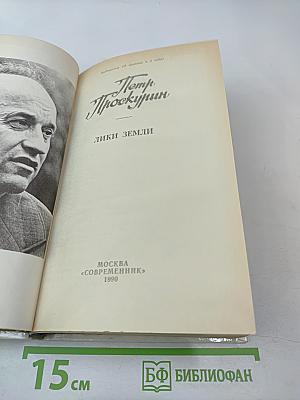 Петр
Проскурин
ЛИКИ ЗЕМЛИ
МОСКВА
«СОВРЕМЕННИК»
1990
15 см
БФ БИБЛИОФАН